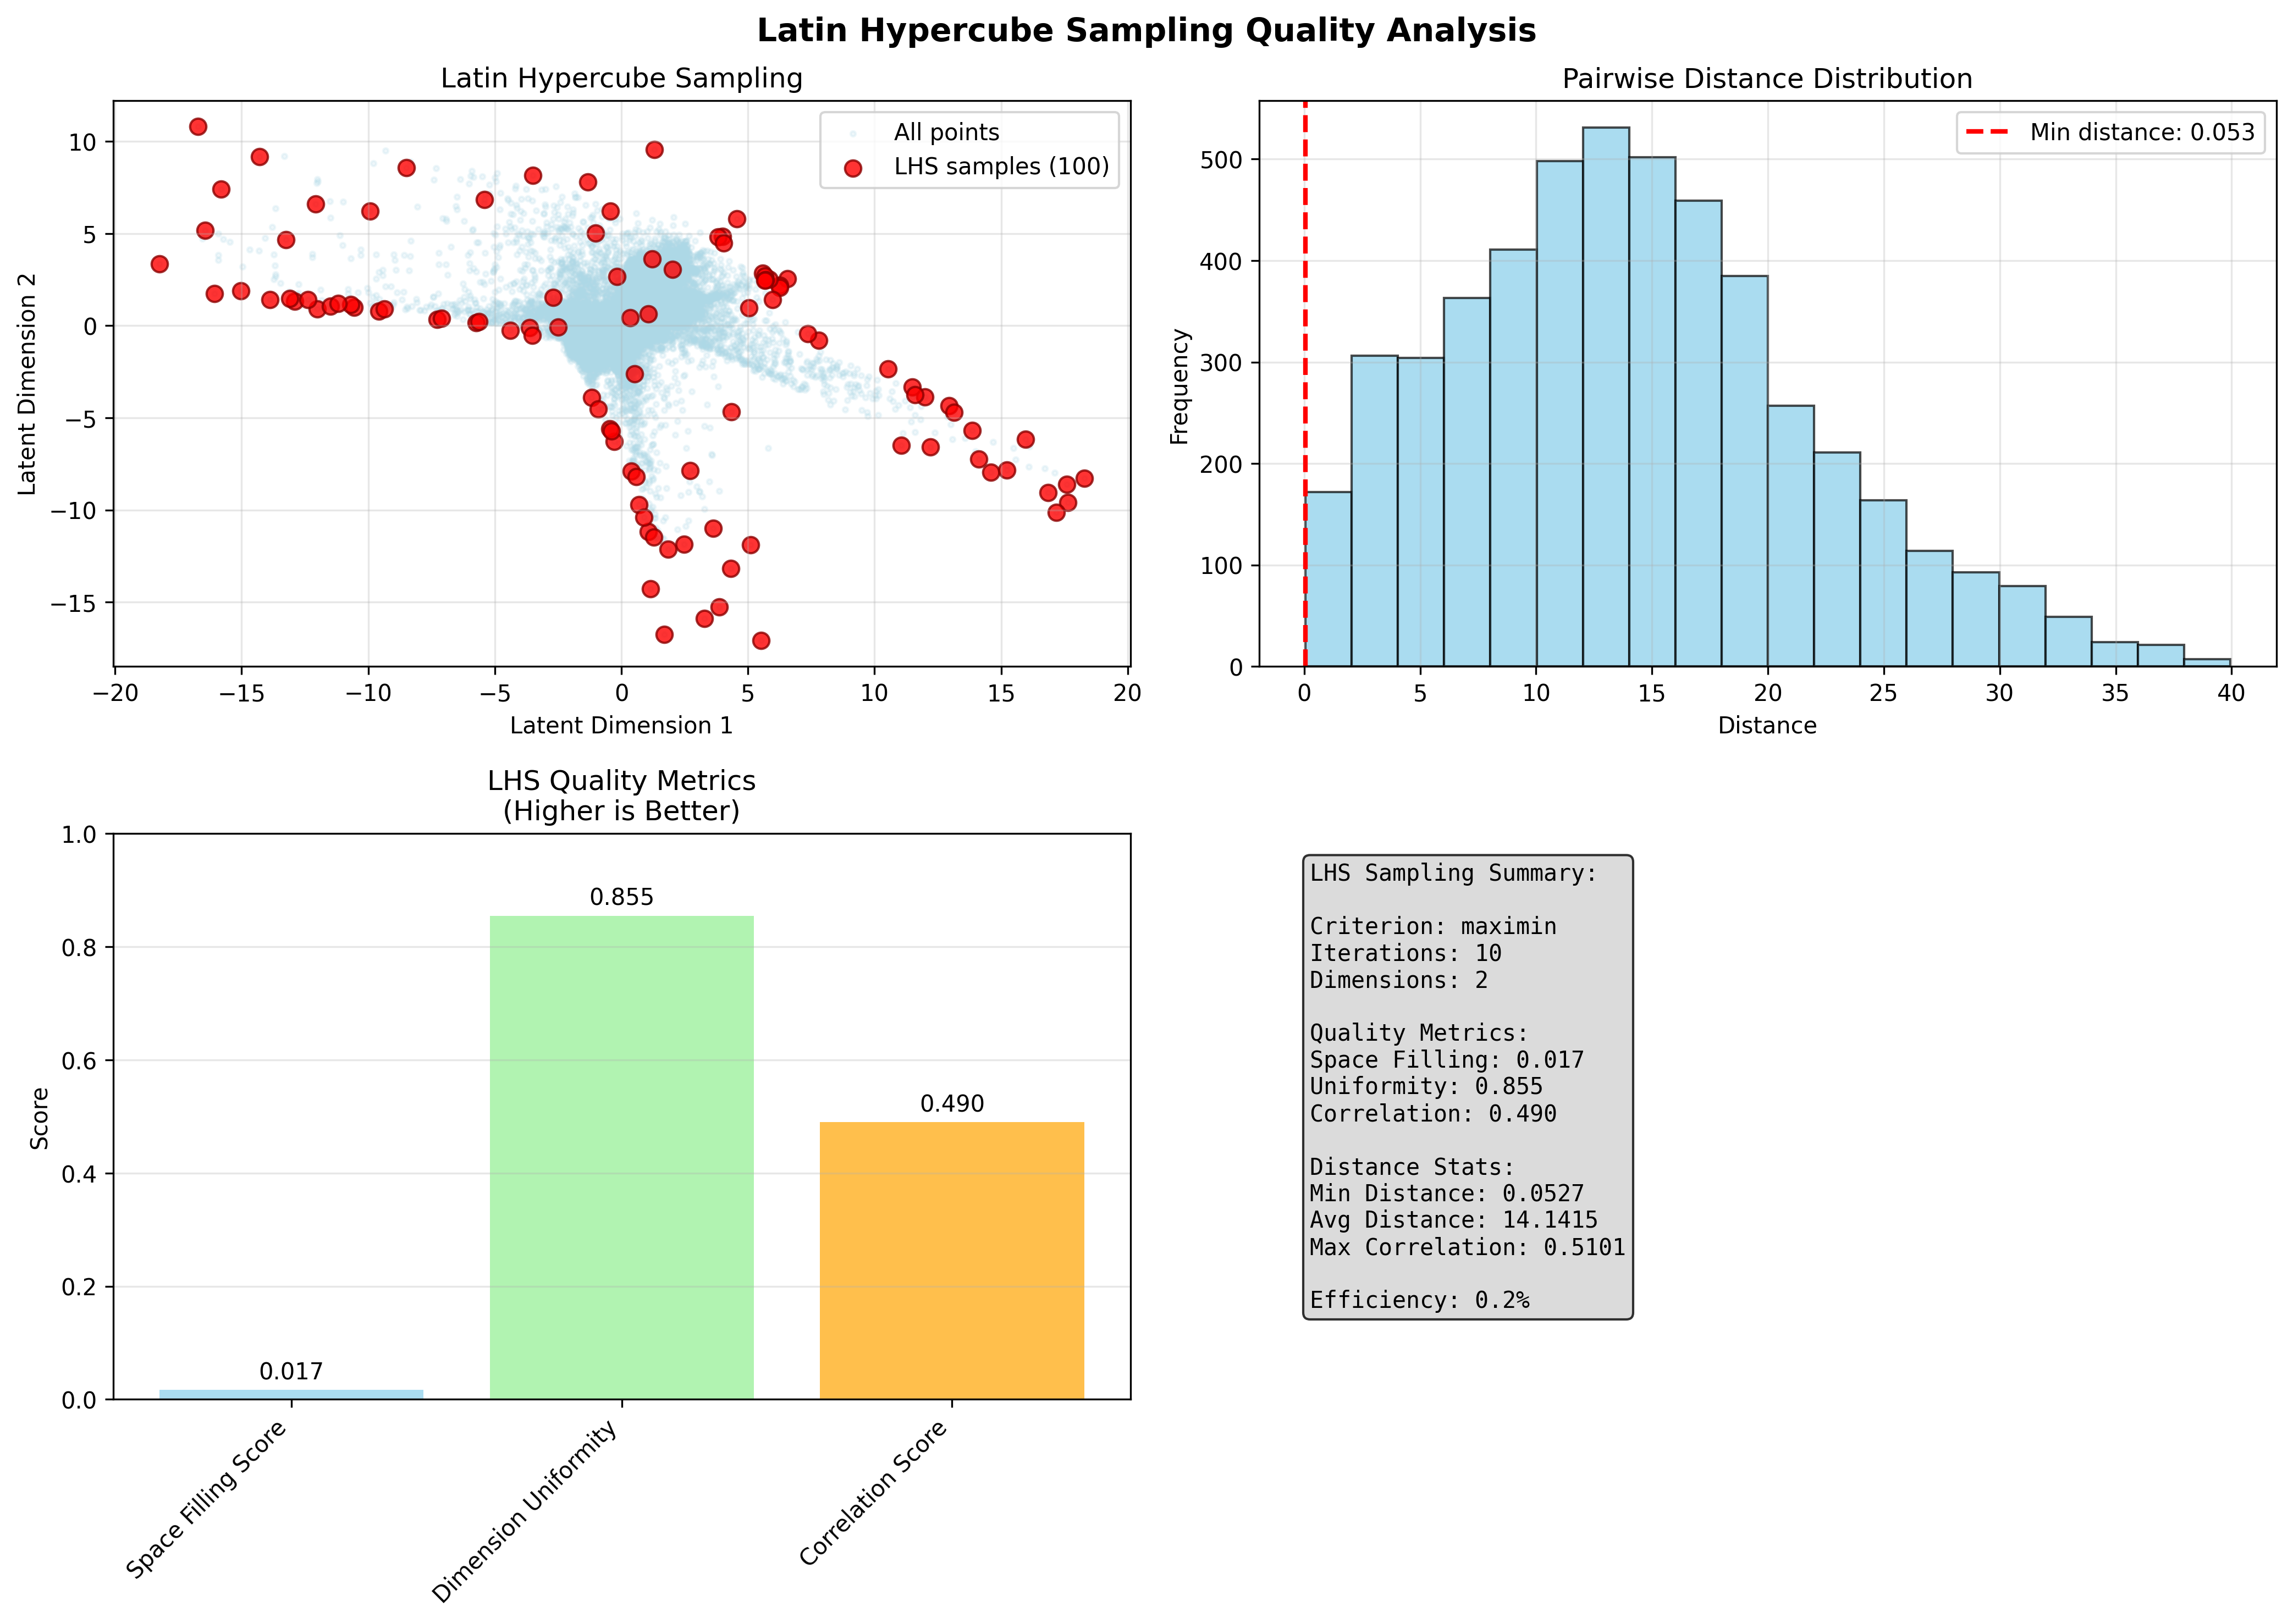 Latin Hypercube Sampling Quality Analysis
Latin Hypercube Sampling
10
5
0
−5
−10
−15
Latent Dimension 2
All points
LHS samples (100)
−20 −15 −10 −5 0 5 10 15 20
Latent Dimension 1
Pairwise Distance Distribution
500
400
300
200
100
0
Frequency
Min distance: 0.053
0 5 10 15 20 25 30 35 40
Distance
LHS Quality Metrics
(Higher is Better)
1.0
0.8
0.6
0.4
0.2
0.0
Score
0.017
0.855
0.490
Space Filling Score
Dimension Uniformity
Correlation Score
LHS Sampling Summary:
Criterion: maximin
Iterations: 10
Dimensions: 2
Quality Metrics:
Space Filling: 0.017
Uniformity: 0.855
Correlation: 0.490
Distance Stats:
Min Distance: 0.0527
Avg Distance: 14.1415
Max Correlation: 0.5101
Efficiency: 0.2%